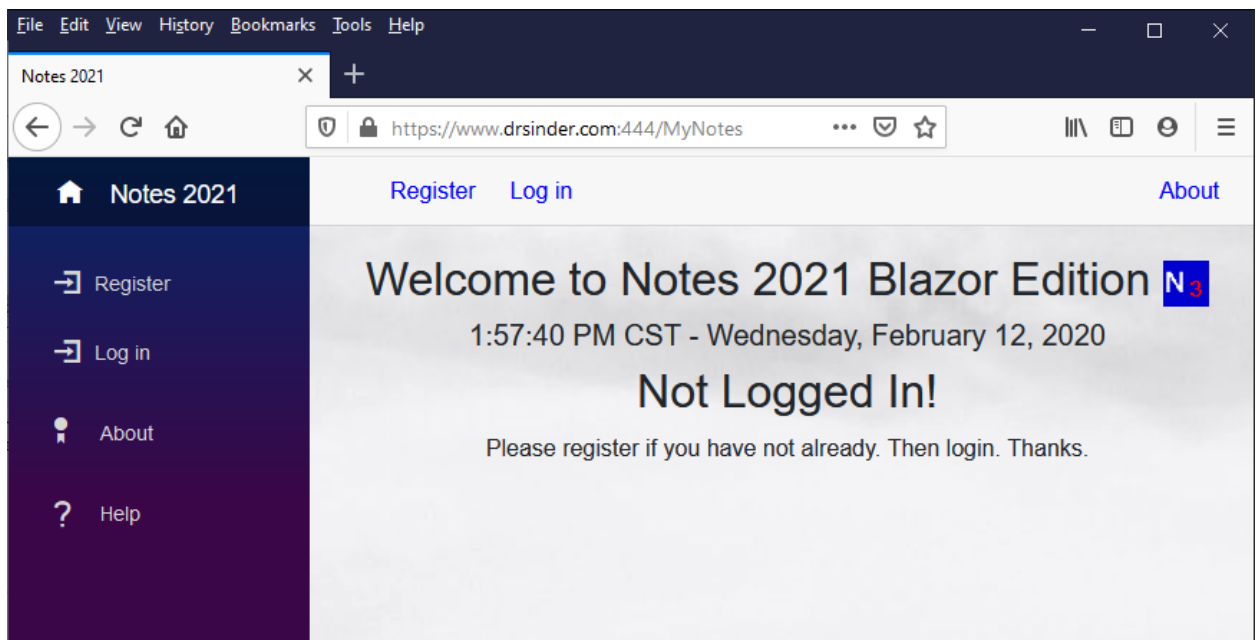 File Edit View History Bookmarks Tools Help
Notes 2021
https://www.drsinder.com:444/MyNotes
Notes 2021
Register Log in About
Register
Log in
About
Help
Welcome to Notes 2021 Blazor Edition N 3
1:57:40 PM CST - Wednesday, February 12, 2020
Not Logged In!
Please register if you have not already. Then login. Thanks.